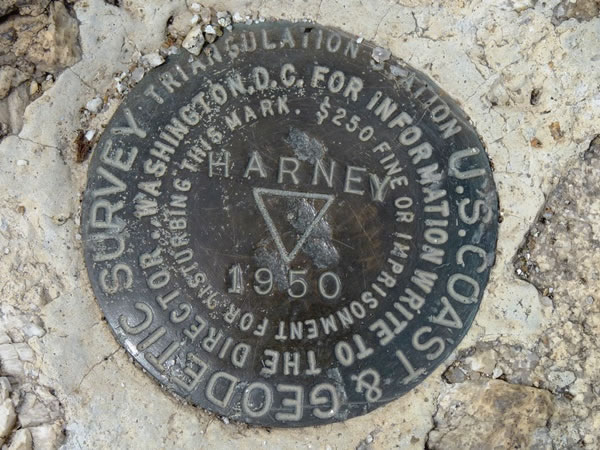 U.S. COAST & GEODETIC SURVEY
TRIANGULATION STATION
FOR INFORMATION WRITE TO THE DIRECTOR, WASHINGTON, D.C.
$250 FINE OR IMPRISONMENT FOR DISTURBING THIS MARK.
HARNEY
1950